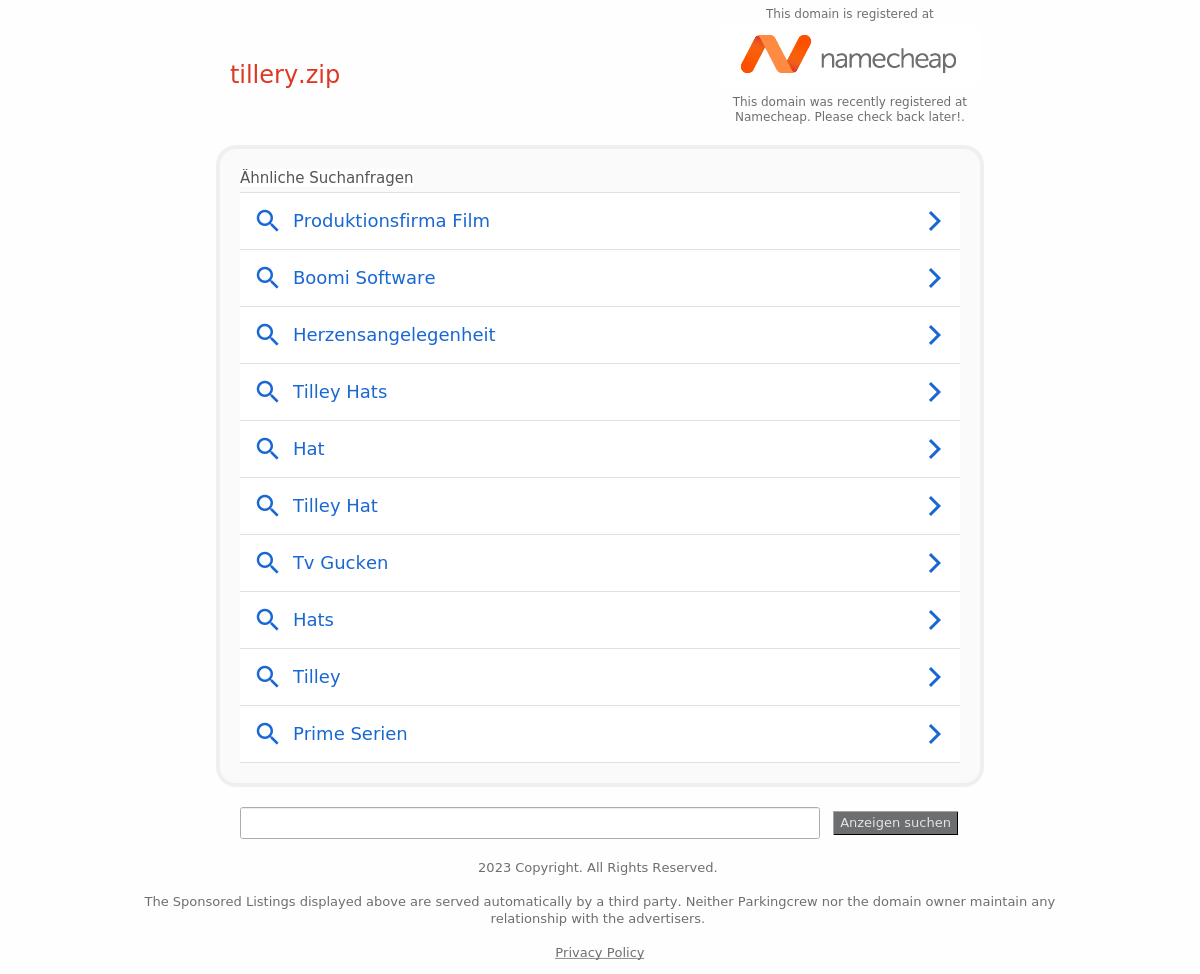 This domain is registered at
namecheap
tillery.zip
This domain was recently registered at
Namecheap. Please check back later!.
Ähnliche Suchanfragen
Produktionsfirma Film
Boomi Software
Herzensangelegenheit
Tilley Hats
Hat
Tilley Hat
Tv Gucken
Hats
Tilley
Prime Serien
Anzeigen suchen
2023 Copyright. All Rights Reserved.
The Sponsored Listings displayed above are served automatically by a third party. Neither Parkingcrew nor the domain owner maintain any
relationship with the advertisers.
Privacy Policy